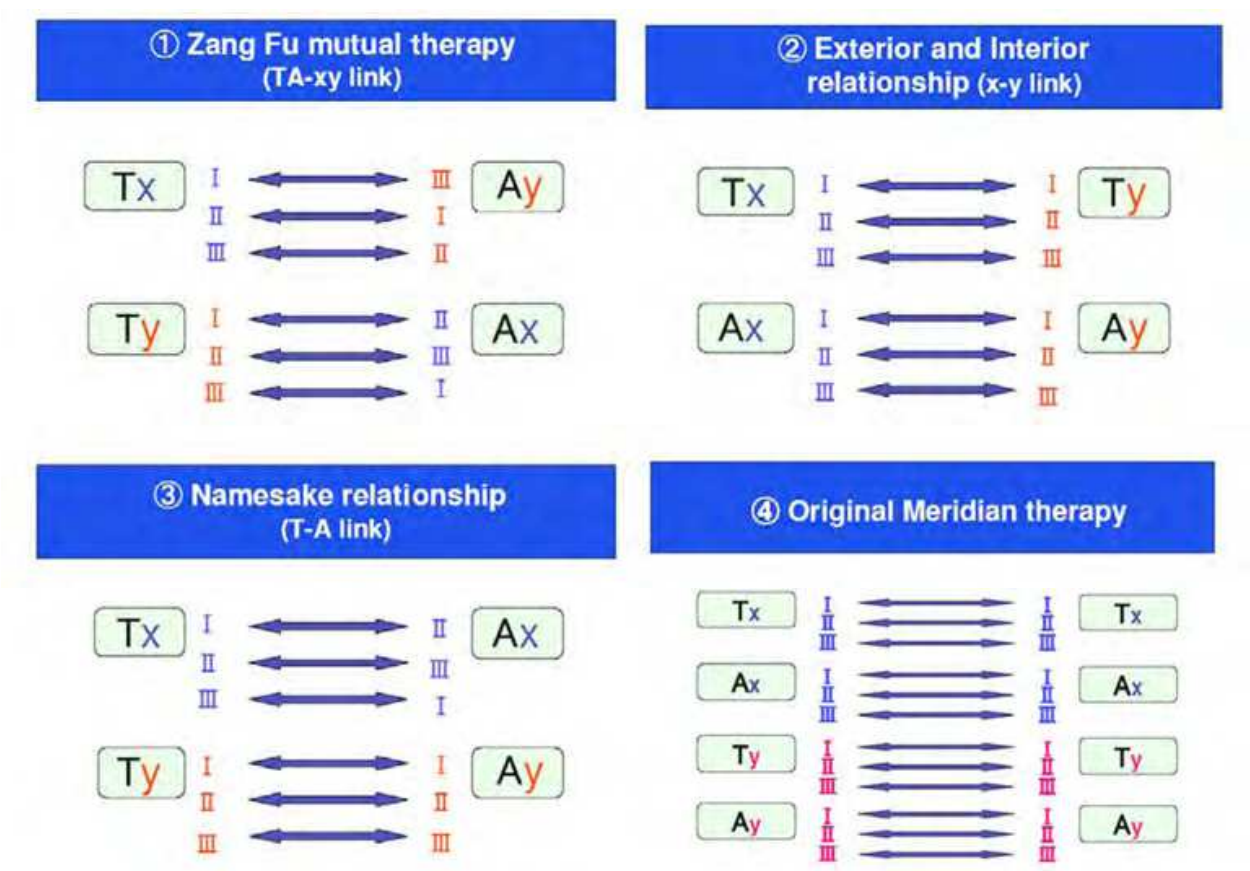 ① Zang Fu mutual therapy
(TA-xy link)
Tx I III Ay
II I
III II
Ty I II Ax
II III
III I
② Exterior and Interior
relationship (x-y link)
Tx I I Ty
II II
III III
Ax I I Ay
II II
III III
③ Namesake relationship
(T-A link)
Tx I II Ax
II III
III I
Ty I I Ay
II II
III III
④ Original Meridian therapy
Tx I I Tx
II II
III III
Ax I I Ax
II II
III III
Ty I I Ty
II II
III III
Ay I I Ay
II II
III III